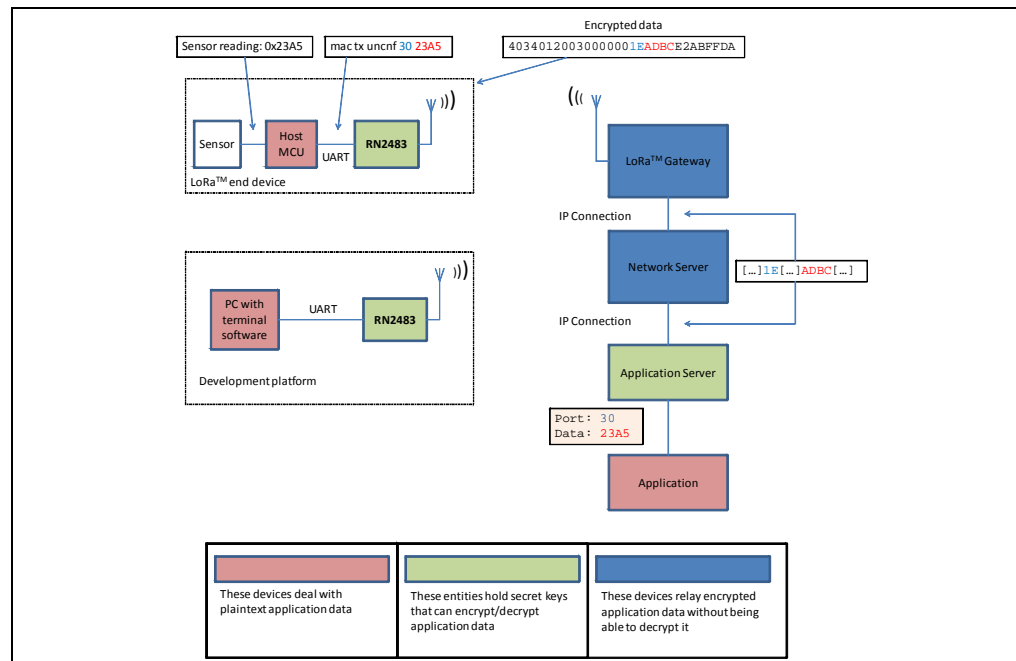 Encrypted data
Sensor reading: 0x23A5
mac tx uncnf 30 23A5
40340120030000001EADBCE2ABFFDA
)))
(((
Sensor
Host
MCU
UART
RN2483
LoRa™ end device
LoRa™ Gateway
IP Connection
Network Server
[…]1E[…]ADBC[…]
PC with
terminal
software
UART
RN2483
)))
IP Connection
Development platform
Application Server
Port: 30
Data: 23A5
Application
These devices deal with
plaintext application data
These entities hold secret keys
that can encrypt/decrypt
application data
These devices relay encrypted
application data without being
able to decrypt it